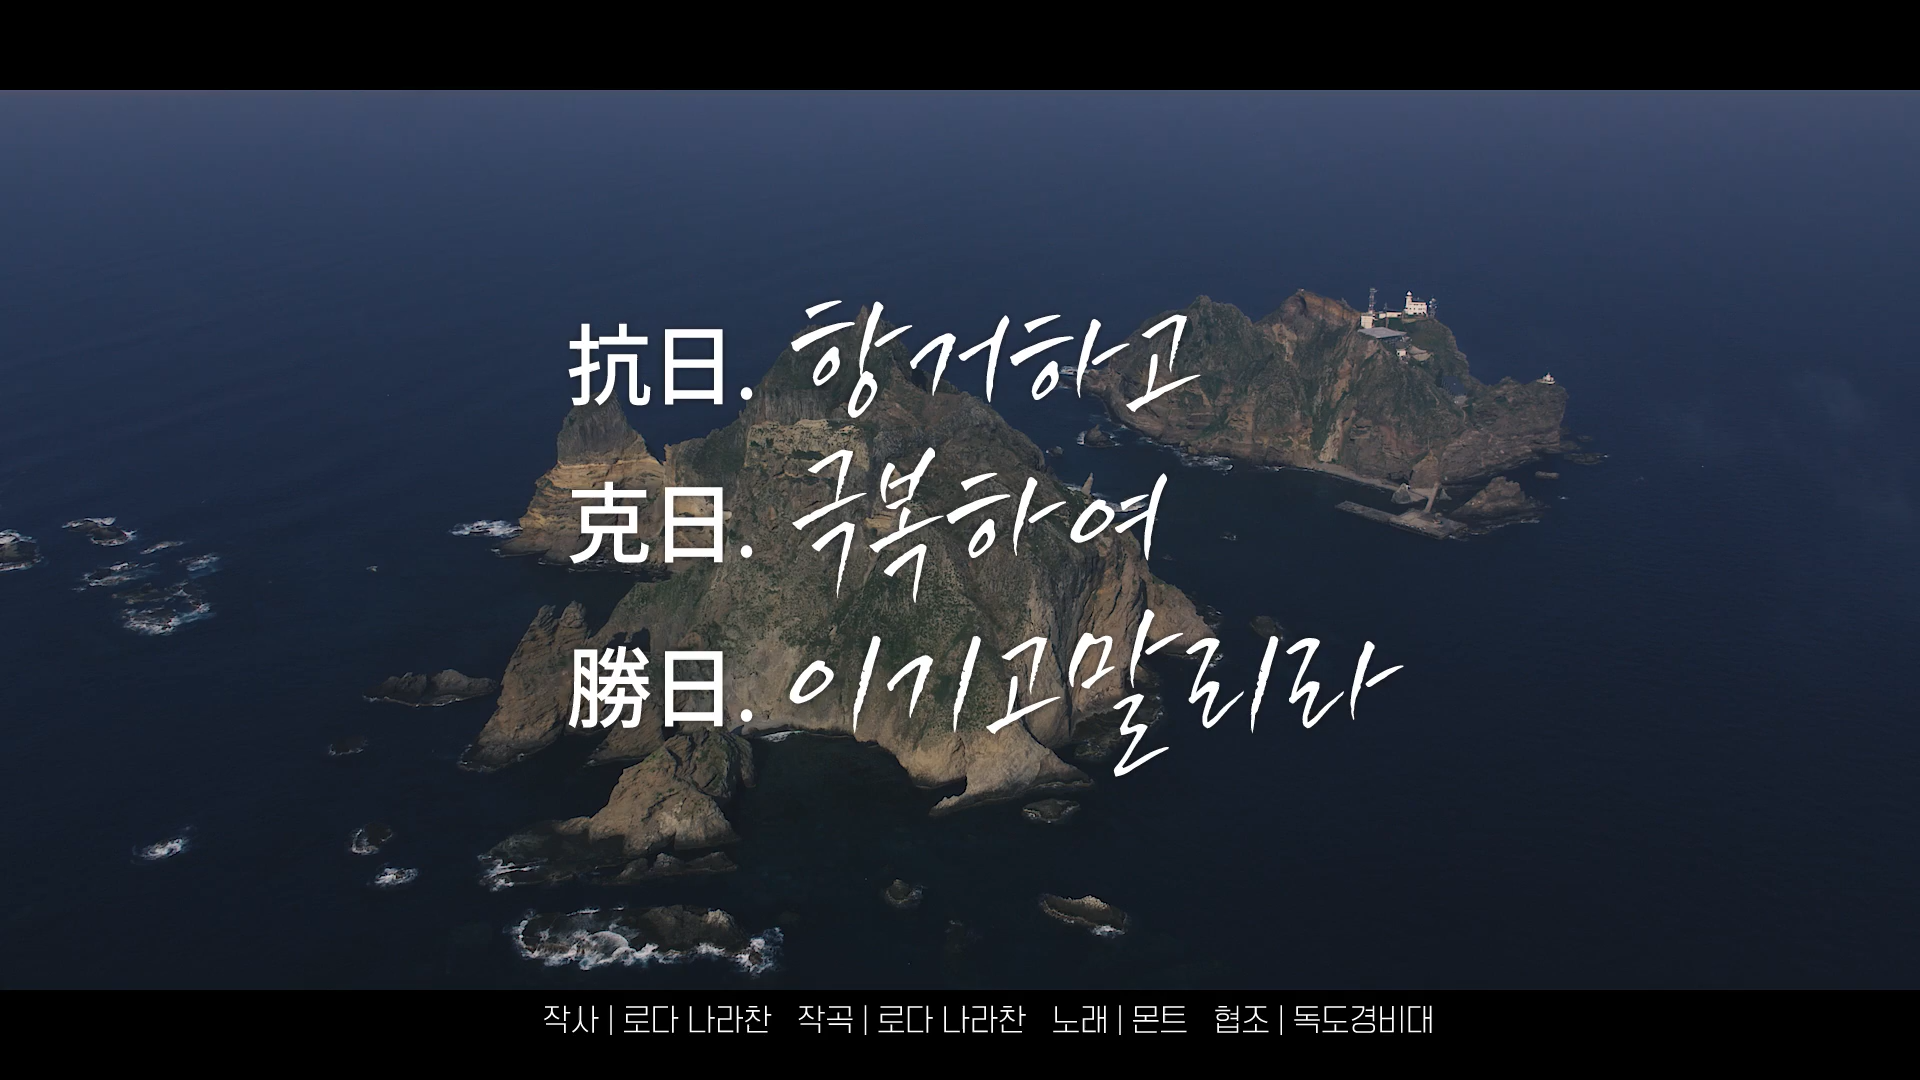 抗日. 항거하고
克日. 극복하여
勝日. 이기고말리라
작사 | 로다 나라찬 작곡 | 로다 나라찬 노래 | 몬트 협조 | 독도경비대